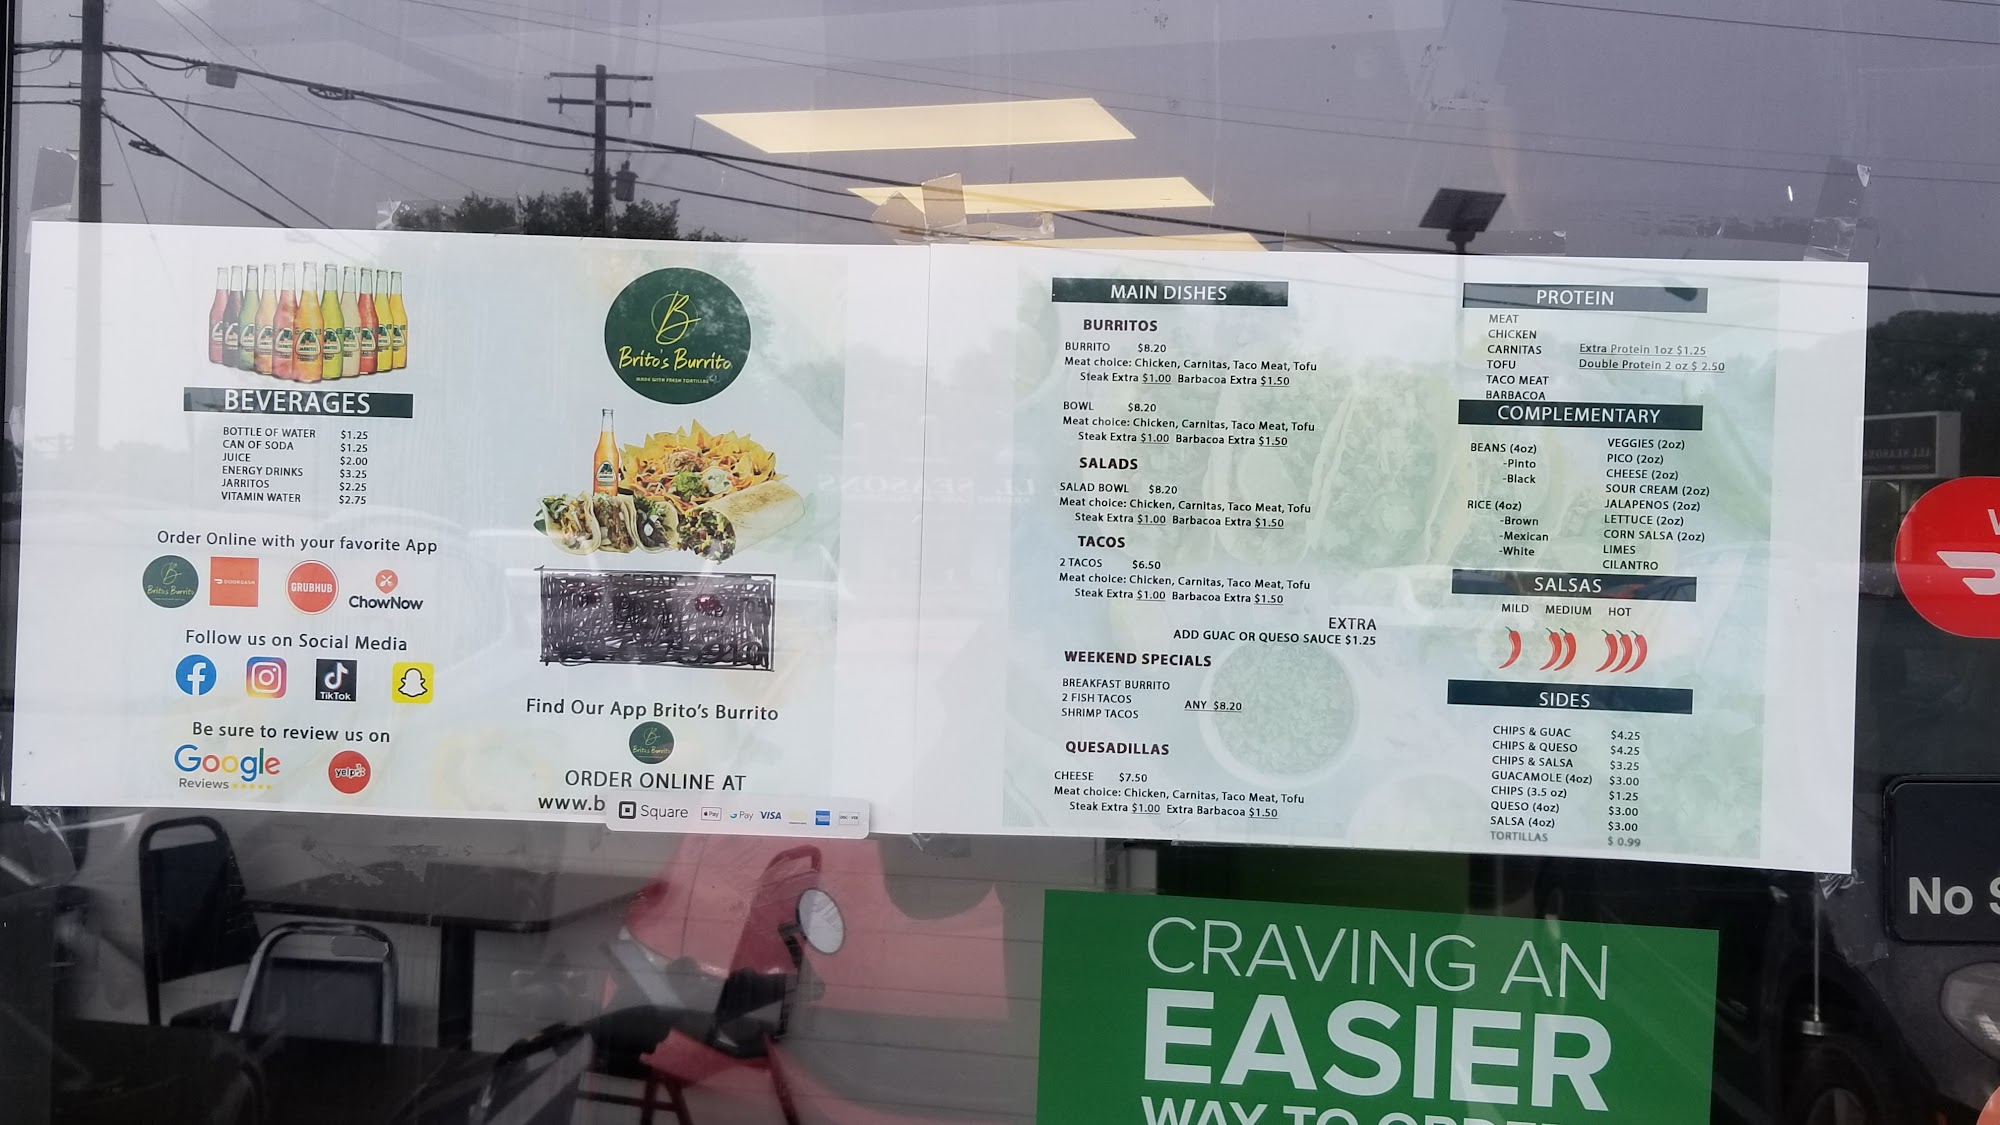 BEVERAGES
BOTTLE OF WATER $1.25
CAN OF SODA $1.25
JUICE $2.00
ENERGY DRINKS $3.25
JARRITOS $2.25
VITAMIN WATER $2.75
Order Online with your favorite App
Brito's Burrito
DOORDASH
GRUBHUB
ChowNow
Follow us on Social Media
TikTok
Be sure to review us on
Google
Reviews
yelp
B
Brito's Burrito
MADE WITH FRESH TORTILLAS
Find Our App Brito's Burrito
B
Brito's Burrito
ORDER ONLINE AT
www.b
Square
Pay
G Pay
VISA
MAIN DISHES
BURRITOS
BURRITO $8.20
Meat choice: Chicken, Carnitas, Taco Meat, Tofu
Steak Extra $1.00 Barbacoa Extra $1.50
BOWL $8.20
Meat choice: Chicken, Carnitas, Taco Meat, Tofu
Steak Extra $1.00 Barbacoa Extra $1.50
SALADS
SALAD BOWL $8.20
Meat choice: Chicken, Carnitas, Taco Meat, Tofu
Steak Extra $1.00 Barbacoa Extra $1.50
TACOS
2 TACOS $6.50
Meat choice: Chicken, Carnitas, Taco Meat, Tofu
Steak Extra $1.00 Barbacoa Extra $1.50
EXTRA
ADD GUAC OR QUESO SAUCE $1.25
WEEKEND SPECIALS
BREAKFAST BURRITO
2 FISH TACOS
SHRIMP TACOS
ANY $8.20
QUESADILLAS
CHEESE $7.50
Meat choice: Chicken, Carnitas, Taco Meat, Tofu
Steak Extra $1.00 Extra Barbacoa $1.50
PROTEIN
MEAT
CHICKEN
CARNITAS
TOFU
TACO MEAT
BARBACOA
Extra Protein 1oz $1.25
Double Protein 2 oz $ 2.50
COMPLEMENTARY
BEANS (4oz)
-Pinto
-Black
RICE (4oz)
-Brown
-Mexican
-White
VEGGIES (2oz)
PICO (2oz)
CHEESE (2oz)
SOUR CREAM (2oz)
JALAPENOS (2oz)
LETTUCE (2oz)
CORN SALSA (2oz)
LIMES
CILANTRO
SALSAS
MILD MEDIUM HOT
SIDES
CHIPS & GUAC $4.25
CHIPS & QUESO $4.25
CHIPS & SALSA $3.25
GUACAMOLE (4oz) $3.00
CHIPS (3.5 oz) $1.25
QUESO (4oz) $3.00
SALSA (4oz) $3.00
TORTILLAS $ 0.99
CRAVING AN
EASIER
WAY TO ORDER
No S